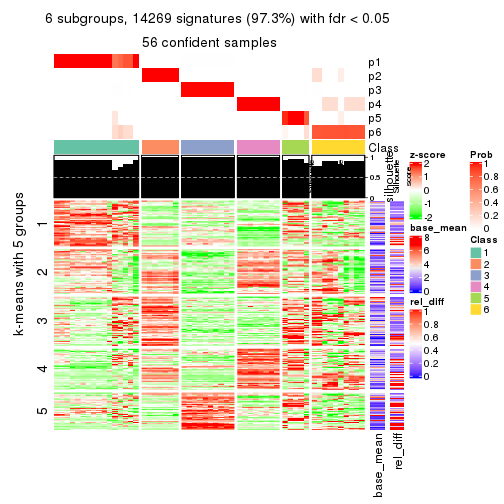 6 subgroups, 14269 signatures (97.3%) with fdr < 0.05
56 confident samples
p1
p2
p3
p4
p5
p6
Class
1
0.5
0
silhouette
Silhouette
score
k-means with 5 groups
1
2
3
4
5
base_mean
rel_diff
z-score
2
1
0
-1
-2
base_mean
8
6
4
2
0
rel_diff
1
0.8
0.6
0.4
0.2
0
Prob
1
0.8
0.6
0.4
0.2
0
Class
1
2
3
4
5
6